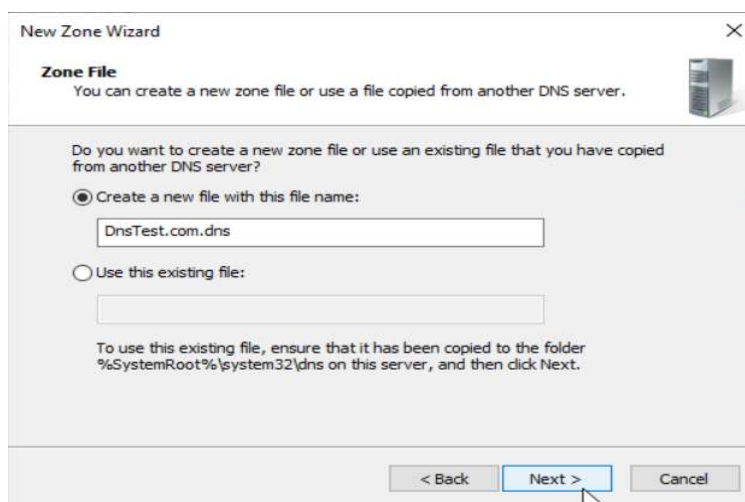 New Zone Wizard
Zone File
You can create a new zone file or use a file copied from another DNS server.
Do you want to create a new zone file or use an existing file that you have copied
from another DNS server?
Create a new file with this file name:
DnsTest.com.dns
Use this existing file:
To use this existing file, ensure that it has been copied to the folder
%SystemRoot%\system32\dns on this server, and then click Next.
< Back Next > Cancel